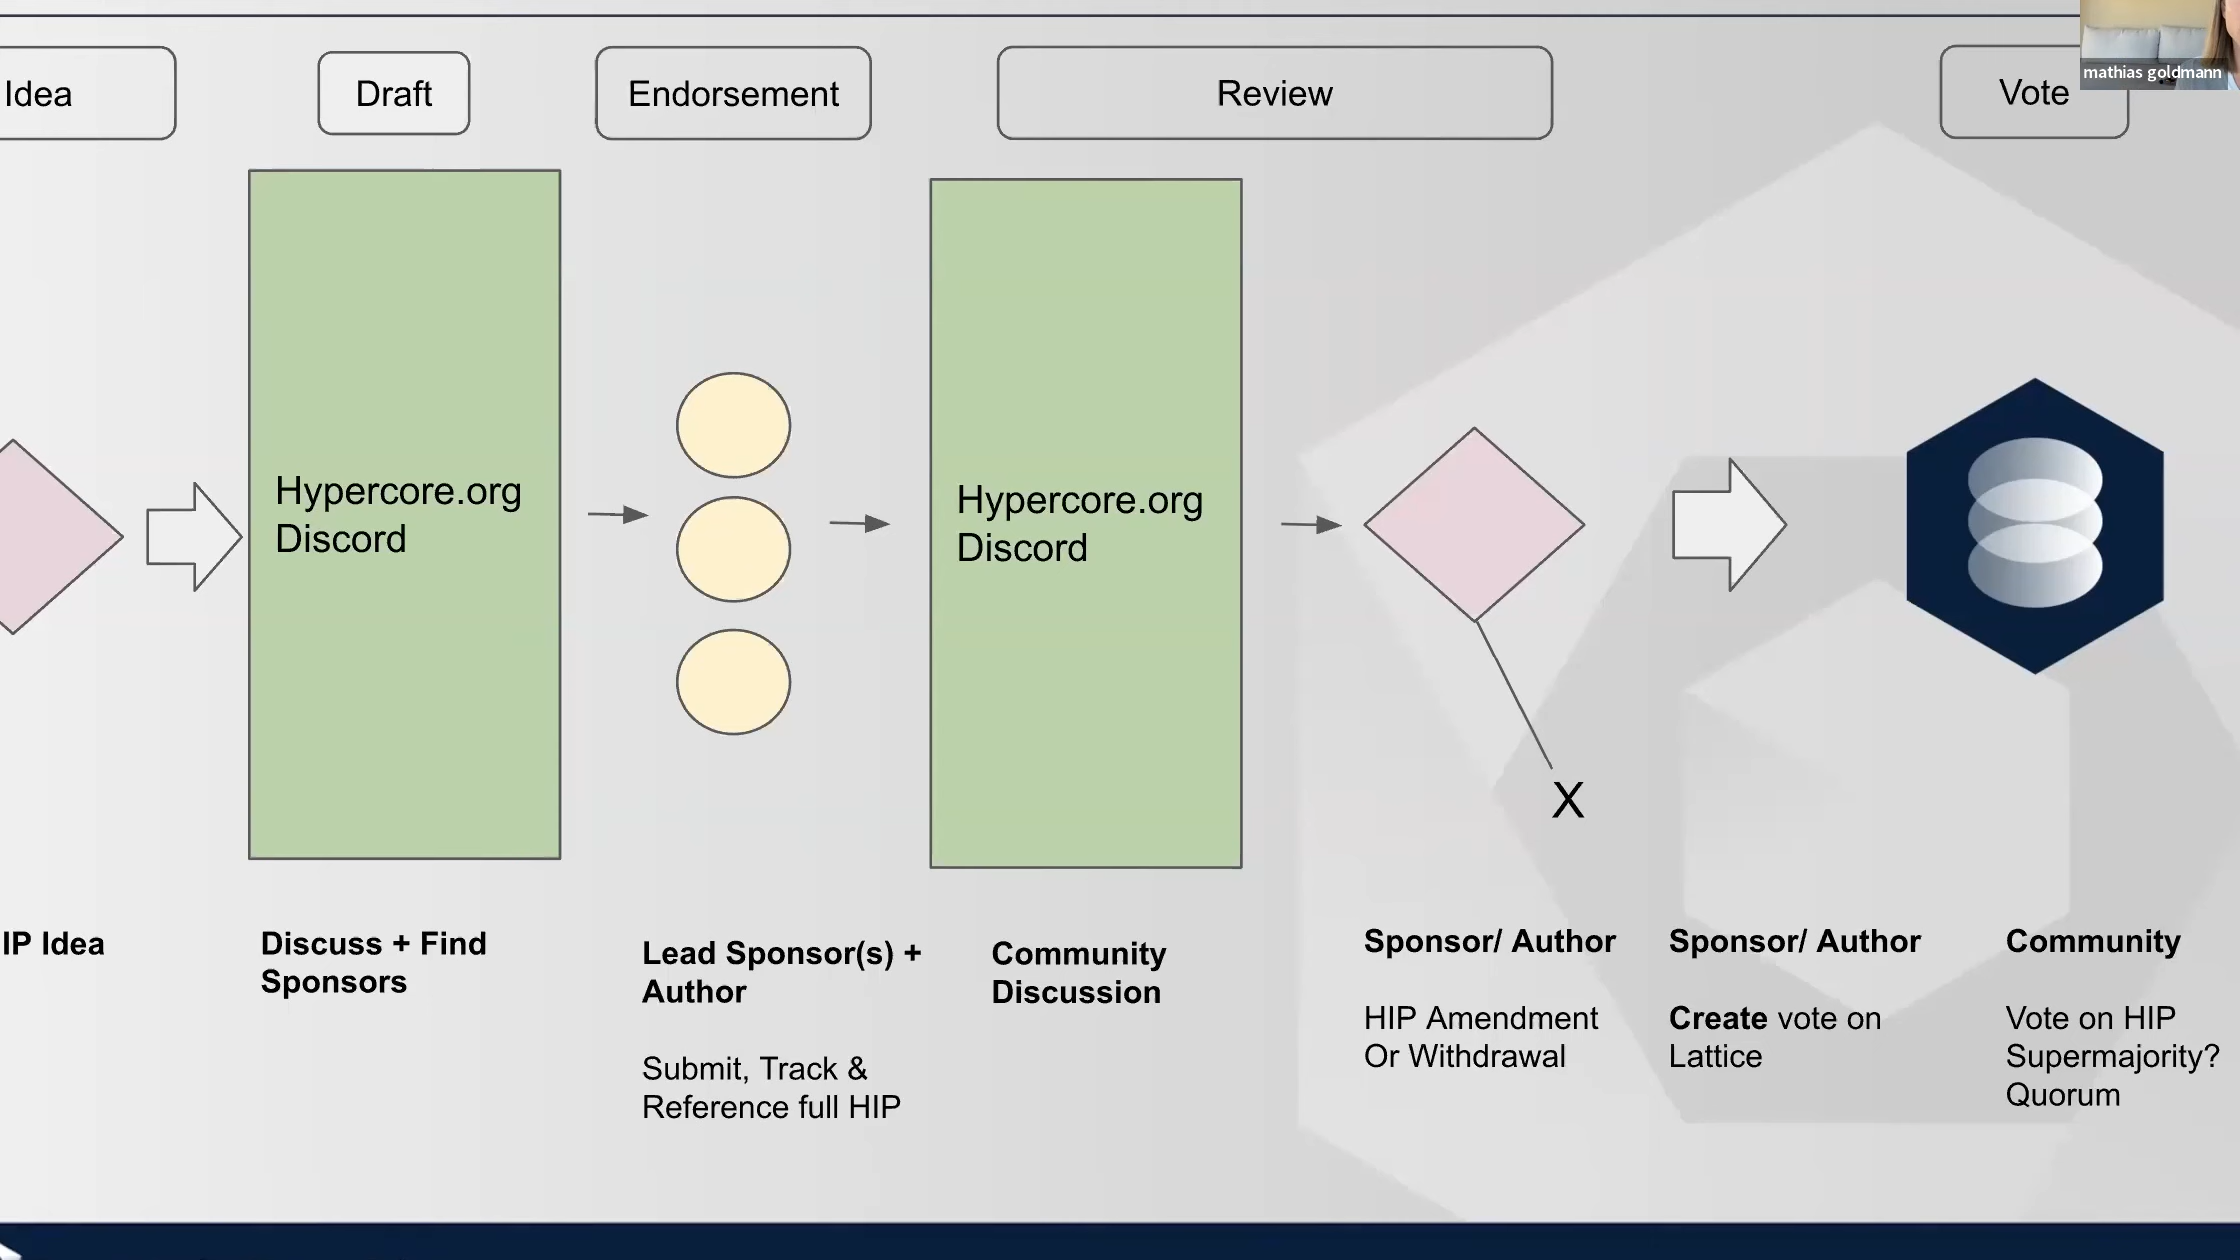 Idea
Draft
Endorsement
Review
Vote
mathias goldmann
Hypercore.org
Discord
Hypercore.org
Discord
X
IP Idea
Discuss + Find
Sponsors
Lead Sponsor(s) +
Author
Submit, Track &
Reference full HIP
Community
Discussion
Sponsor/ Author
HIP Amendment
Or Withdrawal
Sponsor/ Author
Create vote on
Lattice
Community
Vote on HIP
Supermajority?
Quorum